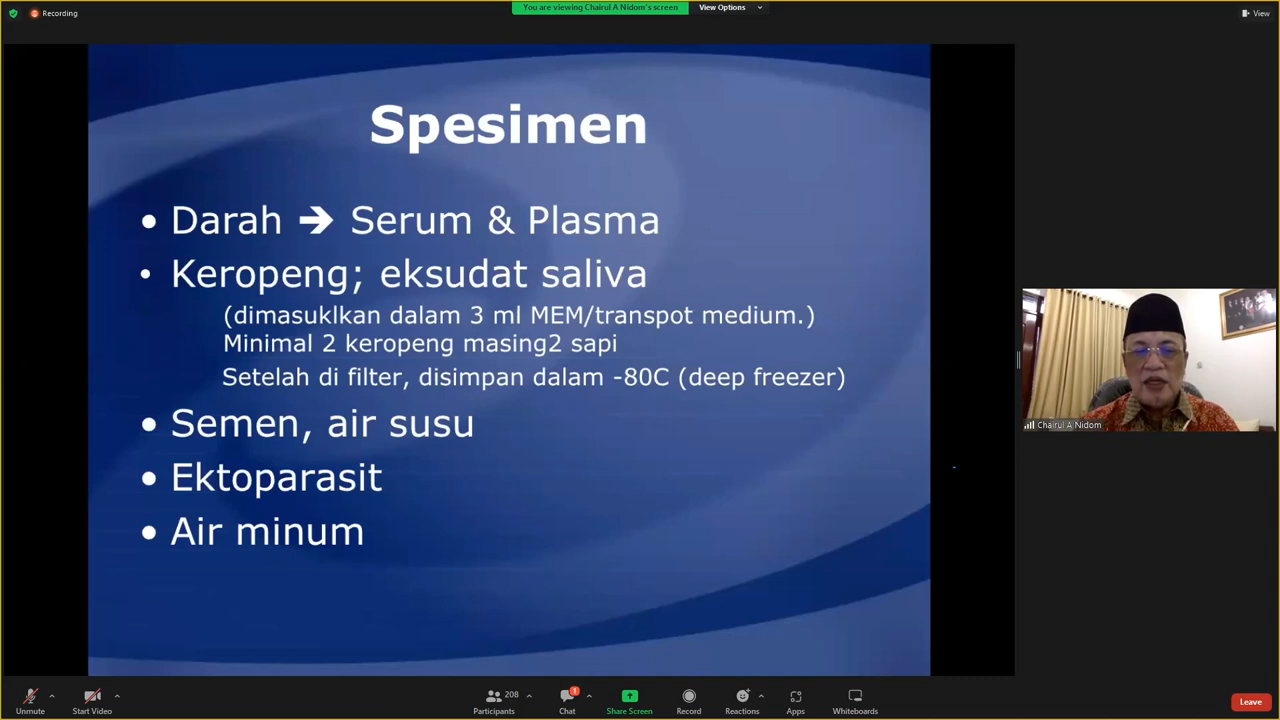 Recording
You are viewing Chairul A Nidom's screen
View Options
View
Spesimen
• Darah ➔ Serum & Plasma
• Keropeng; eksudat saliva
(dimasuklkan dalam 3 ml MEM/transpot medium.)
Minimal 2 keropeng masing2 sapi
Setelah di filter, disimpan dalam -80C (deep freezer)
• Semen, air susu
• Ektoparasit
• Air minum
Chairul A Nidom
Unmute
Start Video
208
Participants
1
Chat
Share Screen
Record
Reactions
Apps
Whiteboards
Leave